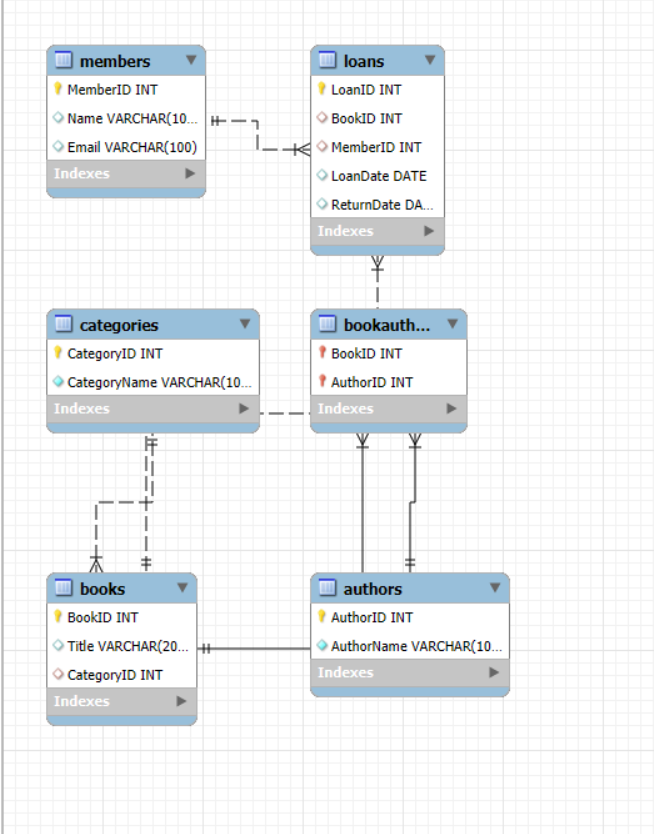 members
MemberID INT
Name VARCHAR(10...
Email VARCHAR(100)
Indexes
loans
LoanID INT
BookID INT
MemberID INT
LoanDate DATE
ReturnDate DA...
Indexes
categories
CategoryID INT
CategoryName VARCHAR(10...
Indexes
bookauth...
BookID INT
AuthorID INT
Indexes
books
BookID INT
Title VARCHAR(20...
CategoryID INT
Indexes
authors
AuthorID INT
AuthorName VARCHAR(10...
Indexes